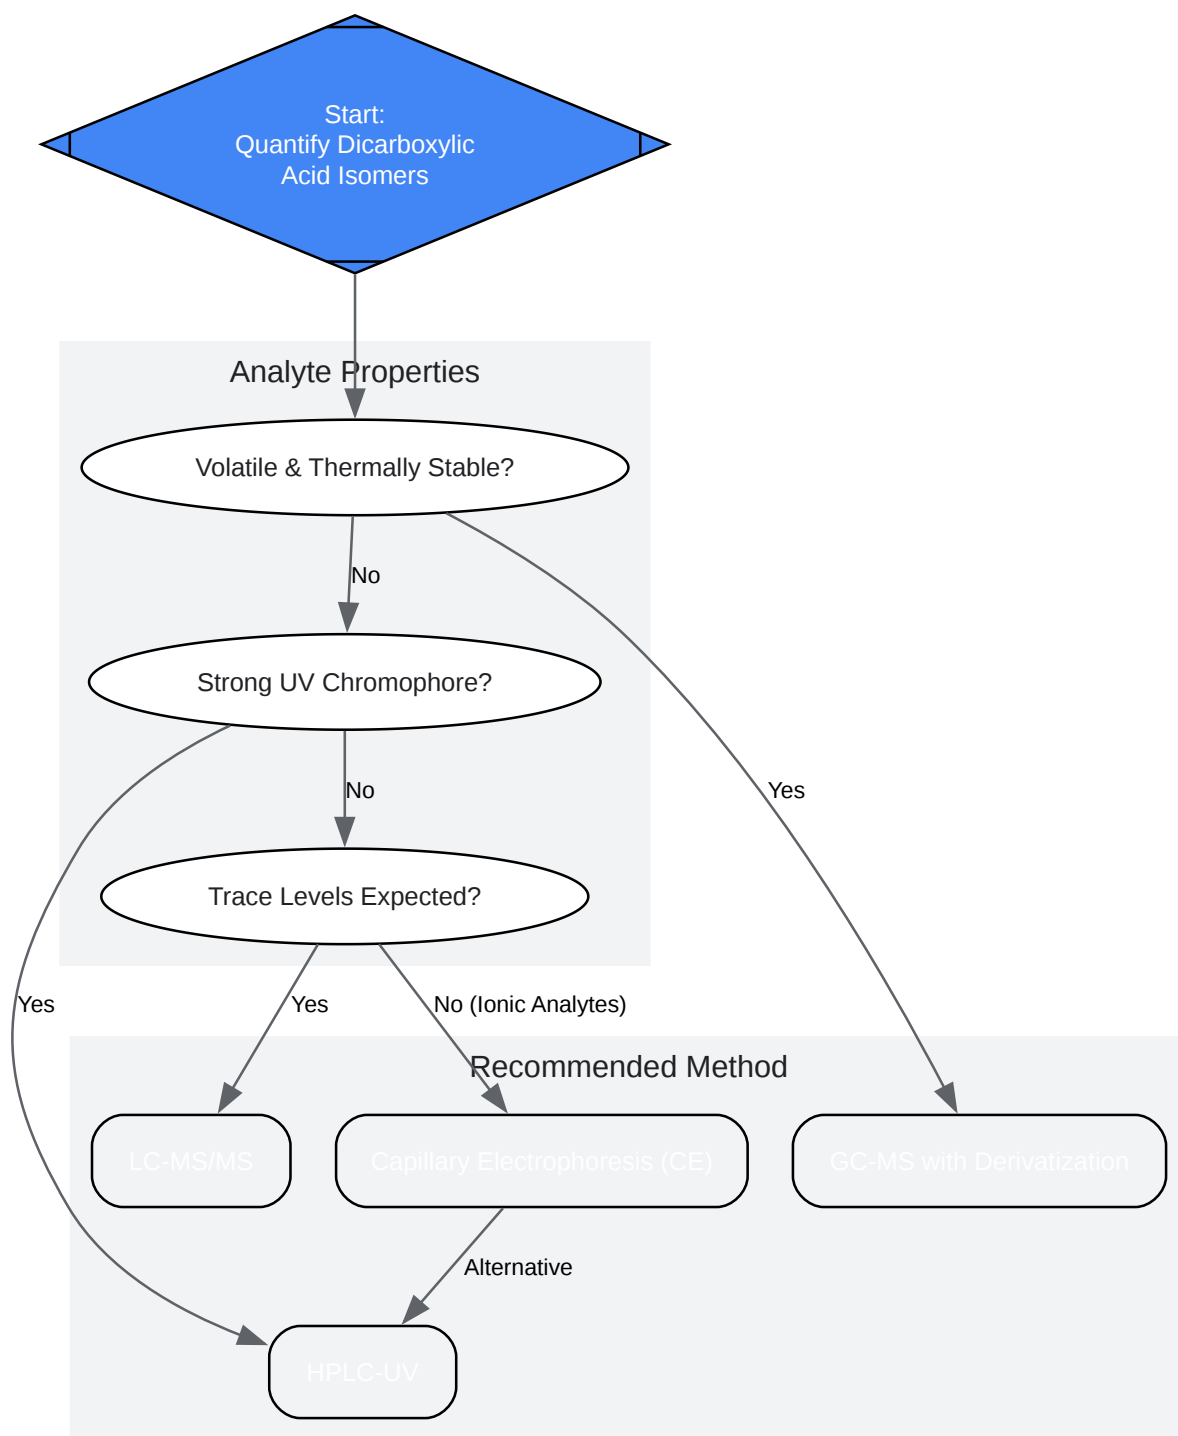 Start:
Quantify Dicarboxylic
Acid Isomers
Analyte Properties
Volatile & Thermally Stable?
No
Strong UV Chromophore?
Yes
No
Trace Levels Expected?
Yes
Yes
No (Ionic Analytes)
Recommended Method
LC-MS/MS
Capillary Electrophoresis (CE)
GC-MS with Derivatization
Alternative
HPLC-UV